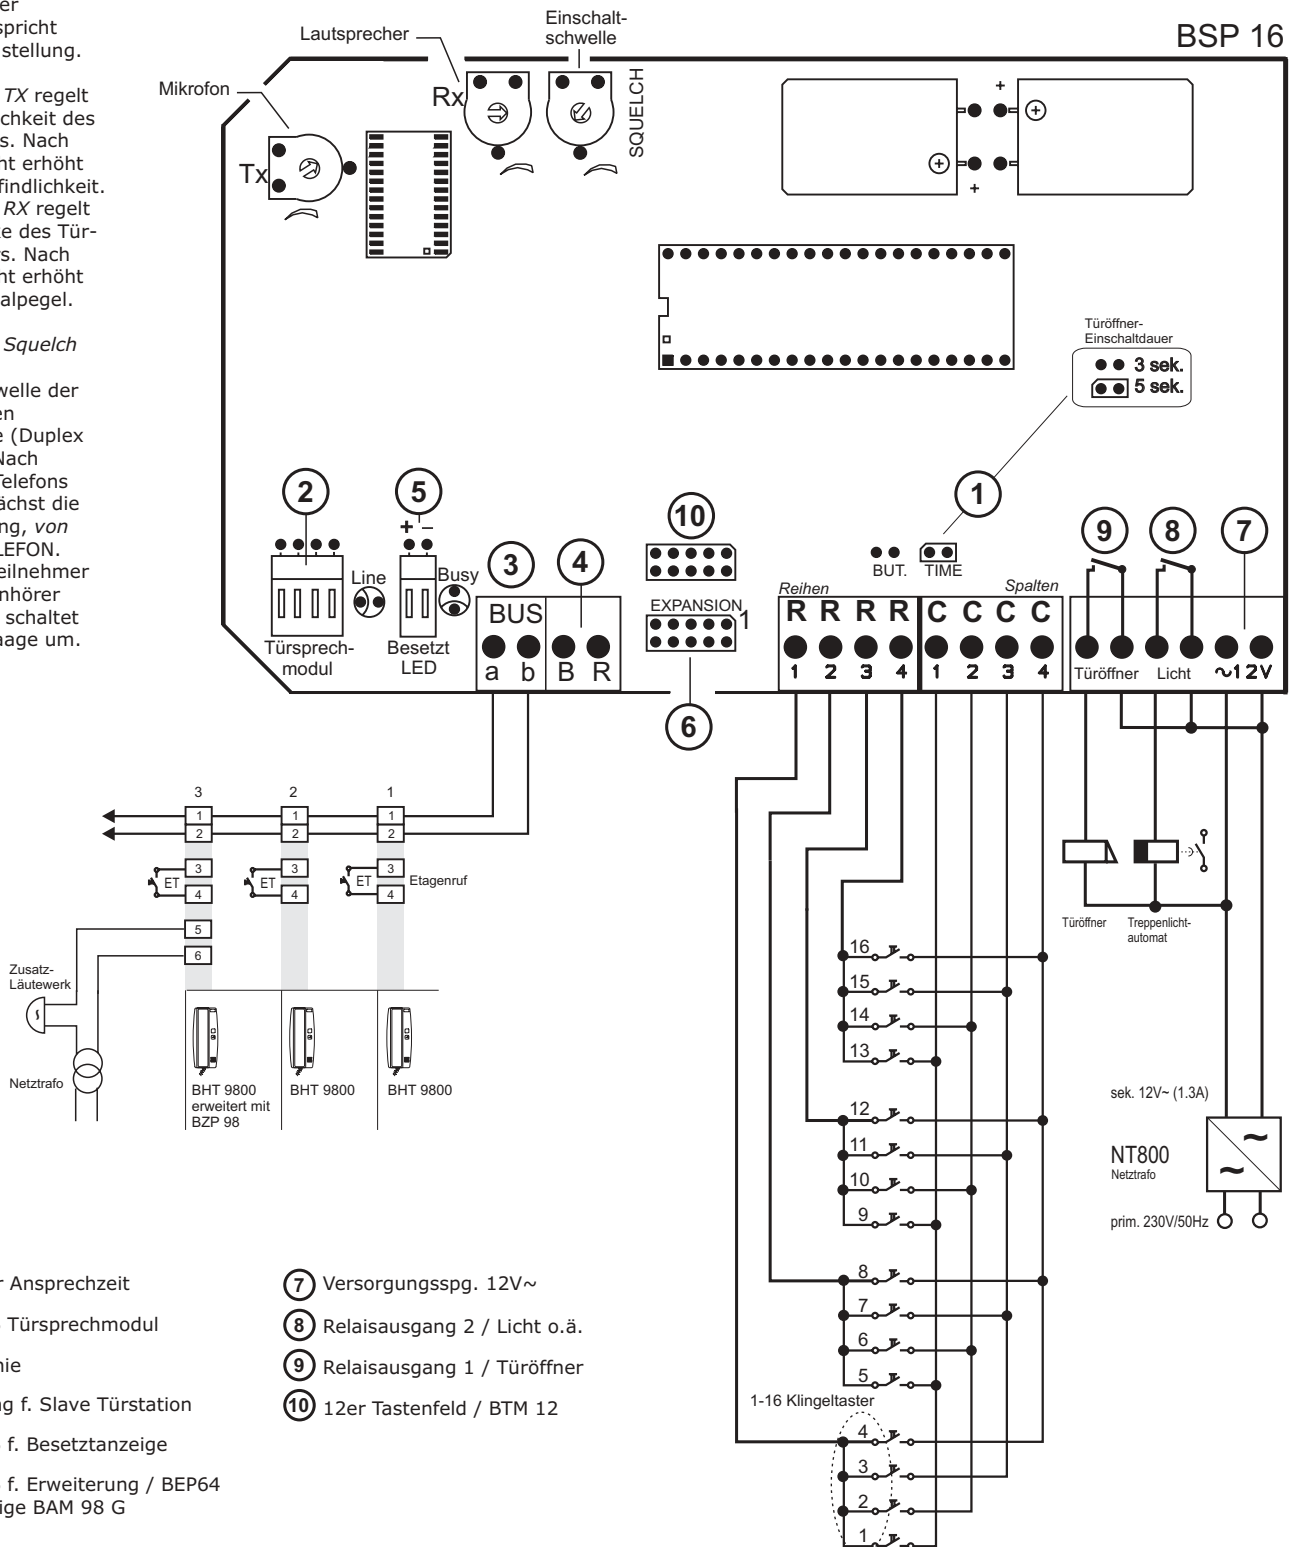 er
spricht
stellung.
TX regelt
chkeit des
s. Nach
nt erhöht
findlichkeit.
RX regelt
ke des Tür-
rs. Nach
nt erhöht
alpegel.
Squelch
welle der
en
e (Duplex
Nach
Telefons
ächst die
ng, von
LEFON.
eilnehmer
nhörer
schaltet
aage um.
BSP 16
Mikrofon
Lautsprecher
Einschalt-
schwelle
Tx
Rx
SQUELCH
+
+
+
+
Türöffner-
Einschaltdauer
3 sek.
5 sek.
2
5
+ –
3
4
10
1
9
8
7
Line
Busy
BUT.
TIME
Türsprech-
modul
Besetzt
LED
BUS
a b B R
EXPANSION 1
6
Reihen
Spalten
R R R R C C C C
1 2 3 4 1 2 3 4
Türöffner
Licht
~12V
3 2 1
1 1 1
2 2 2
3 3 3
ET ET ET
4 4 4
Etagenruf
5
6
Zusatz-
Läutewerk
Netztrafo
BHT 9800
erweitert mit
BZP 98
BHT 9800
BHT 9800
Türöffner
Treppenlicht-
automat
16
15
14
13
12
11
10
9
8
7
6
5
1-16 Klingeltaster
4
3
2
1
sek. 12V~ (1.3A)
NT800
Netztrafo
~
~
prim. 230V/50Hz
r Ansprechzeit
Türsprechmodul
nie
ng f. Slave Türstation
f. Besetztanzeige
f. Erweiterung / BEP64
ige BAM 98 G
7 Versorgungsspg. 12V~
8 Relaisausgang 2 / Licht o.ä.
9 Relaisausgang 1 / Türöffner
10 12er Tastenfeld / BTM 12